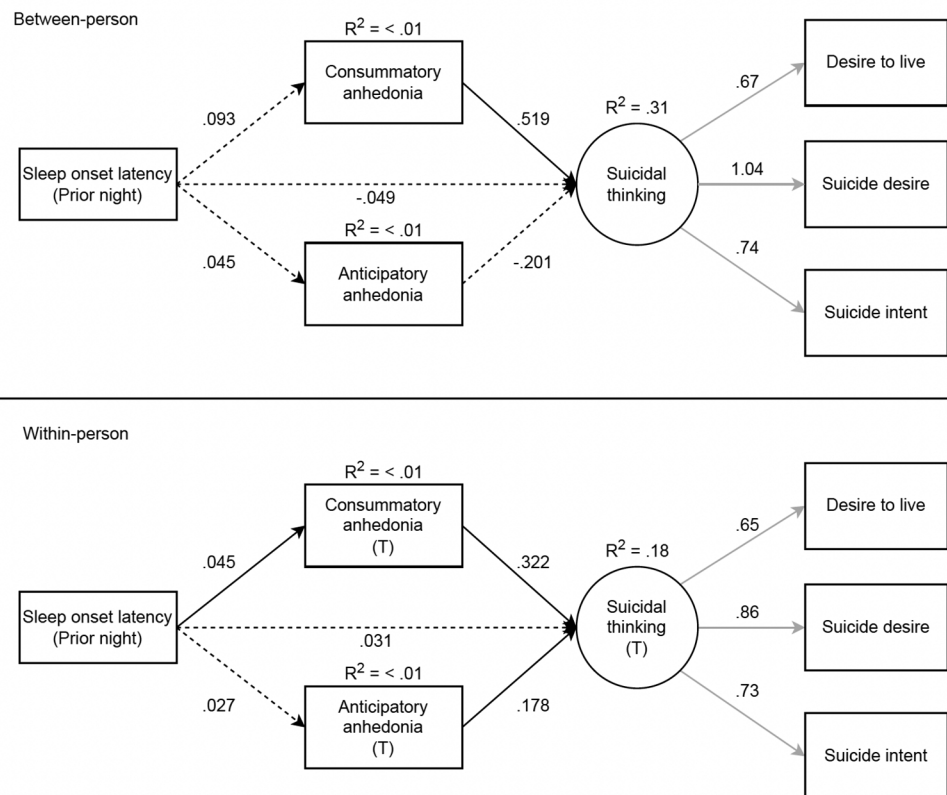 Between-person
R² = < .01
Consummatory
anhedonia
.093
.519
Sleep onset latency
(Prior night)
-.049
R² = < .01
Anticipatory
anhedonia
.045
-.201
R² = .31
Suicidal
thinking
.67
1.04
.74
Desire to live
Suicide desire
Suicide intent
Within-person
R² = < .01
Consummatory
anhedonia
(T)
.045
.322
Sleep onset latency
(Prior night)
.031
R² = < .01
Anticipatory
anhedonia
(T)
.027
.178
R² = .18
Suicidal
thinking
(T)
.65
.86
.73
Desire to live
Suicide desire
Suicide intent